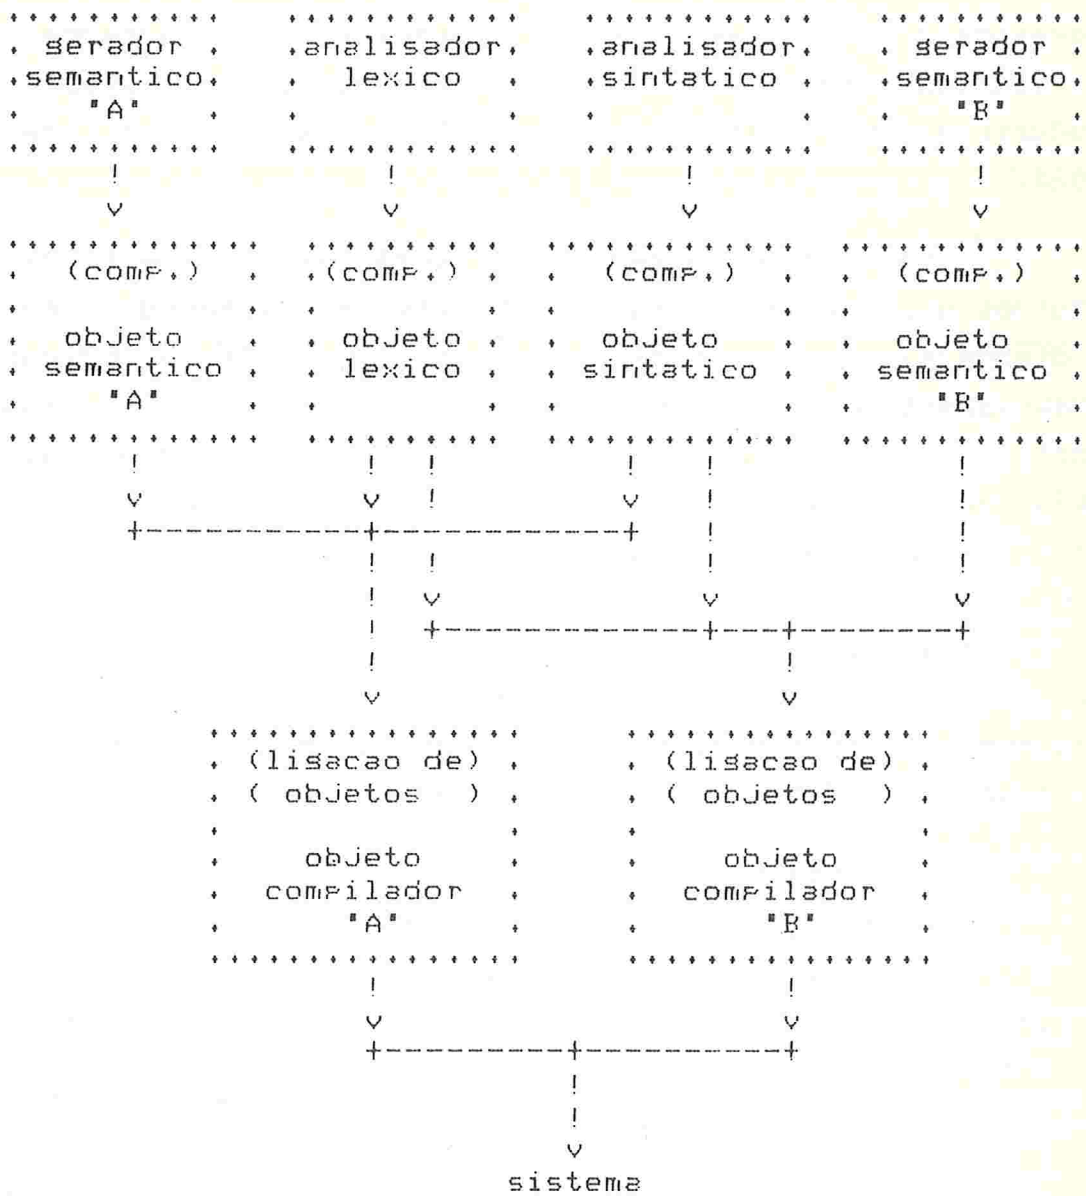 gerador
semantico
"A"
analisador
lexico
analisador
sintatico
gerador
semantico
"B"
(comp.)
objeto
semantico
"A"
(comp.)
objeto
lexico
(comp.)
objeto
sintatico
(comp.)
objeto
semantico
"B"
(ligacao de)
( objetos )
objeto
compilador
"A"
(ligacao de)
( objetos )
objeto
compilador
"B"
sistema